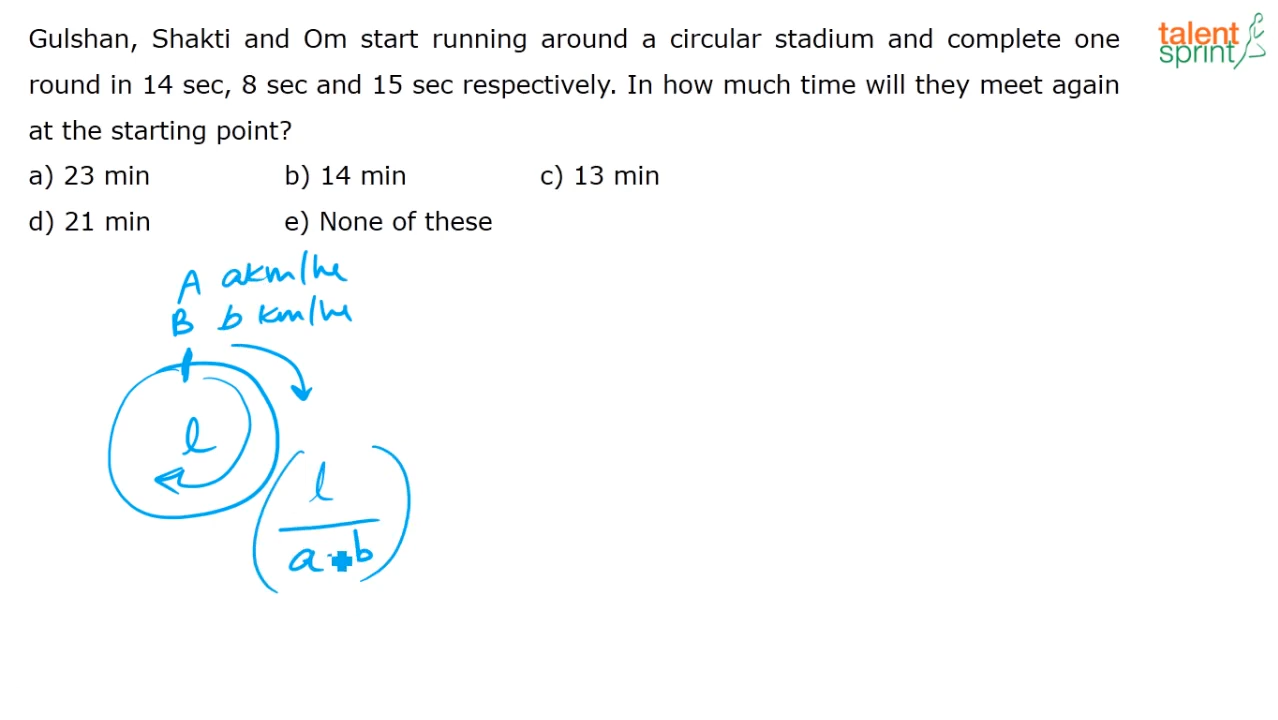 Gulshan, Shakti and Om start running around a circular stadium and complete one
round in 14 sec, 8 sec and 15 sec respectively. In how much time will they meet again
at the starting point?
a) 23 min b) 14 min c) 13 min
d) 21 min e) None of these
talent
sprint
A akm/hr
B b km/hr
l
l
a - b